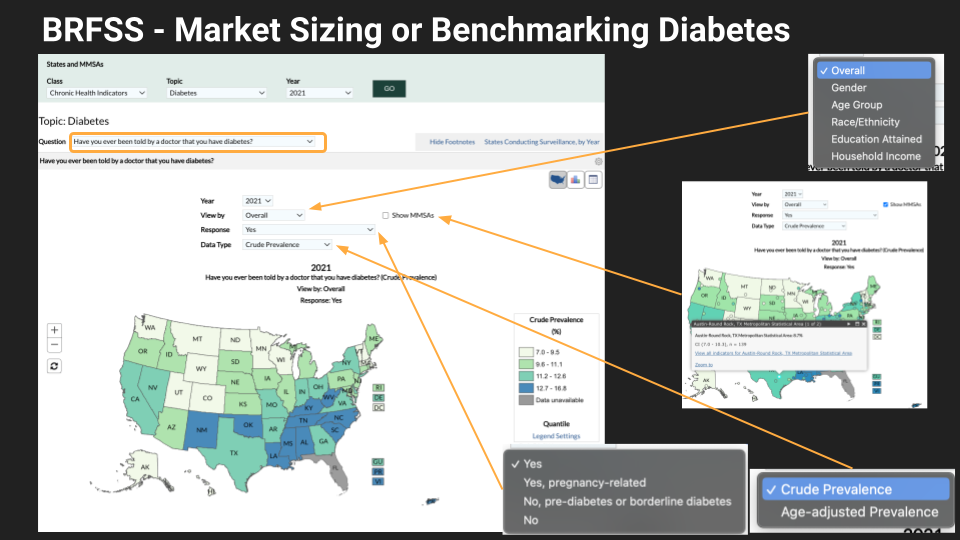 BRFSS - Market Sizing or Benchmarking Diabetes
States and MMSAs
Class Topic Year
Chronic Health Indicators Diabetes 2021 GO
Topic: Diabetes
Question Have you ever been told by a doctor that you have diabetes?
Hide Footnotes States Conducting Surveillance, by Year
Have you ever been told by a doctor that you have diabetes?
Year 2021
View by Overall Show MMSAs
Response Yes
Data Type Crude Prevalence
2021
Have you ever been told by a doctor that you have diabetes? (Crude Prevalence)
View by: Overall
Response: Yes
+
−
WA
MT
ND
MN
OR
ID
SD
WI
WY
NE
IA
NV
UT
CO
KS
MO
IL
IN
OH
PA
NY
VT
ME
CA
AZ
NM
OK
AR
TN
KY
VA
NC
SC
MS
AL
GA
LA
TX
FL
AK
HI
RI
DE
DC
GU
PR
VI
Crude Prevalence
(%)
7.0 - 9.5
9.6 - 11.1
11.2 - 12.6
12.7 - 16.8
Data unavailable
Quantile
Legend Settings
✓ Overall
Gender
Age Group
Race/Ethnicity
Education Attained
Household Income
Year 2021
View by Overall Show MMSAs
Response Yes
Data Type Crude Prevalence
2021
Have you ever been told by a doctor that you have diabetes? (Crude Prevalence)
View by: Overall
Response: Yes
WA
MT
ND
MN
OR
ID
SD
WI
WY
ME
Austin-Round Rock, TX Metropolitan Statistical Area (1 of 2)
Austin-Round Rock, TX Metropolitan Statistical Area 8.7%
CI (7.0 - 10.3), n = 139
View all indicators for Austin-Round Rock, TX Metropolitan Statistical Area
Zoom to
AK
✓ Yes
Yes, pregnancy-related
No, pre-diabetes or borderline diabetes
No
✓ Crude Prevalence
Age-adjusted Prevalence